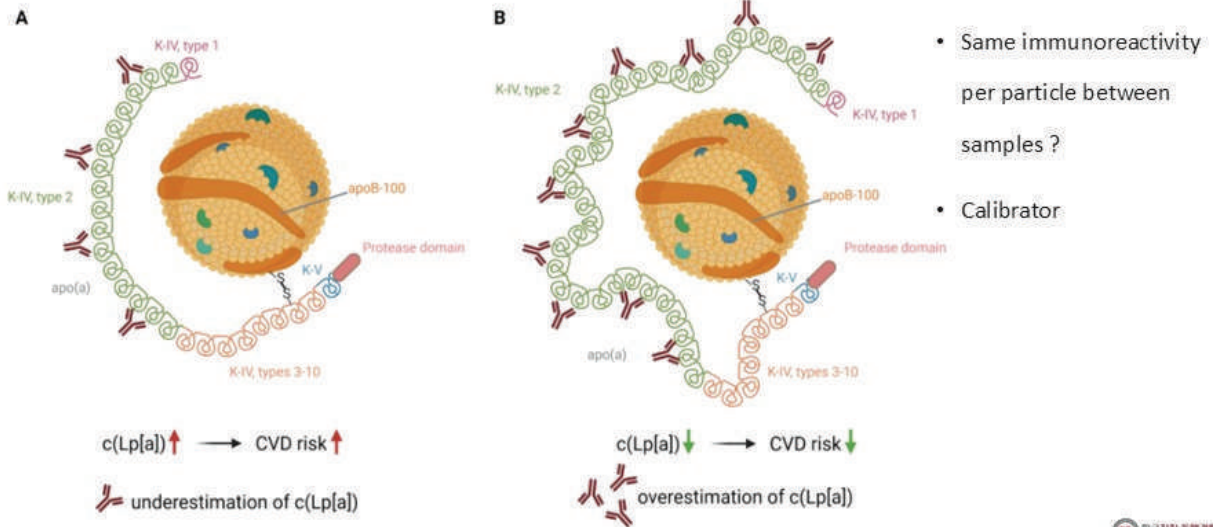 A
K-IV, type 1
K-IV, type 2
apoB-100
Protease domain
K-V
S
S
apo(a)
K-IV, types 3-10
c(Lp[a]) → CVD risk
underestimation of c(Lp[a])
B
K-IV, type 2
K-IV, type 1
apoB-100
Protease domain
K-V
S
S
apo(a)
K-IV, types 3-10
c(Lp[a]) → CVD risk
overestimation of c(Lp[a])
• Same immunoreactivity
per particle between
samples ?
• Calibrator